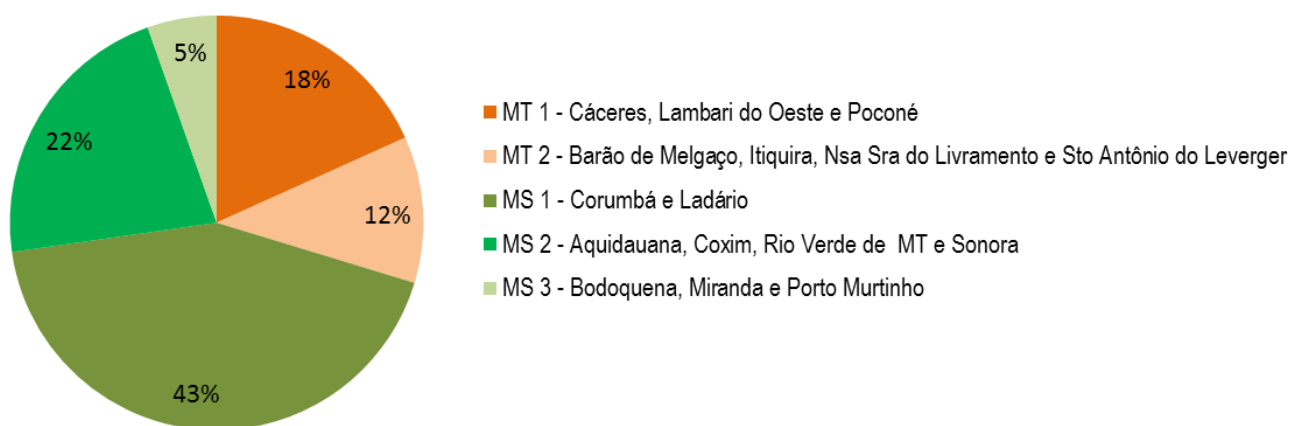 5%
18%
22%
12%
43%
MT 1 - Cáceres, Lambari do Oeste e Poconé
MT 2 - Barão de Melgaço, Itiquira, Nsa Sra do Livramento e Sto Antônio do Leverger
MS 1 - Corumbá e Ladário
MS 2 - Aquidauana, Coxim, Rio Verde de MT e Sonora
MS 3 - Bodoquena, Miranda e Porto Murtinho